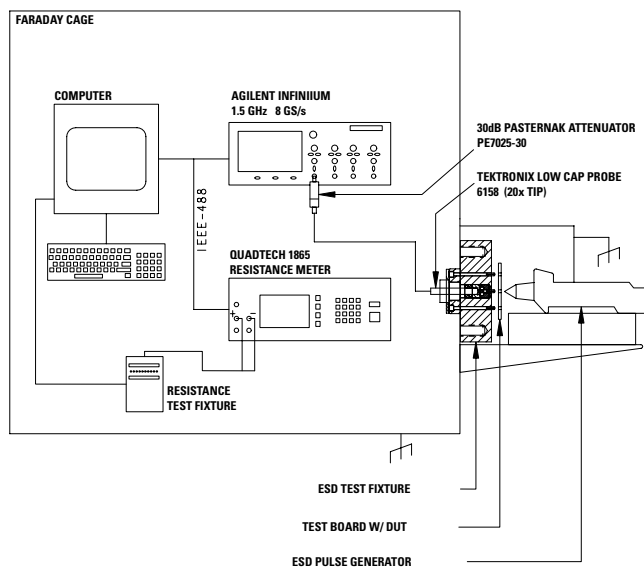 FARADAY CAGE
COMPUTER
AGILENT INFINIIUM
1.5 GHz 8 GS/s
30dB PASTERNAK ATTENUATOR
PE7025-30
TEKTRONIX LOW CAP PROBE
6158 (20x TIP)
IEEE-488
QUADTECH 1865
RESISTANCE METER
+ –
RESISTANCE
TEST FIXTURE
ESD TEST FIXTURE
TEST BOARD W/ DUT
ESD PULSE GENERATOR